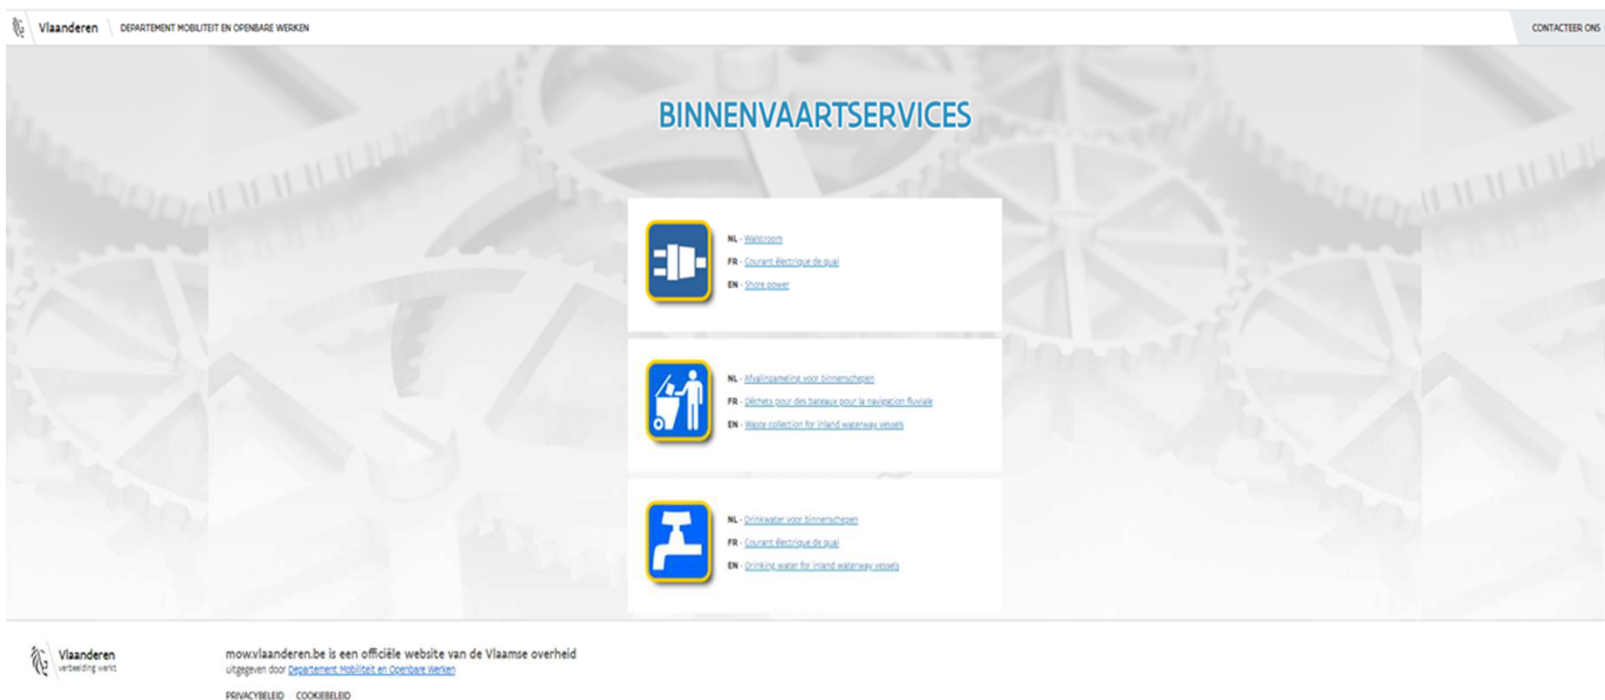 Vlaanderen
DEPARTEMENT MOBILITEIT EN OPENBARE WERKEN
CONTACTEER ONS
BINNENVAARTSERVICES
NL - Walstroom
FR - Courant électrique de quai
EN - Shore power
NL - Afvalinzameling voor binnenschepen
FR - Déchets pour des bateaux pour la navigation fluviale
EN - Waste collection for inland waterway vessels
NL - Drinkwater voor binnenschepen
FR - Courant électrique de quai
EN - Drinking water for inland waterway vessels
Vlaanderen
verbeelding werkt
mow.vlaanderen.be is een officiële website van de Vlaamse overheid
uitgegeven door Departement Mobiliteit en Openbare Werken
PRIVACYBELEID COOKIEBELEID